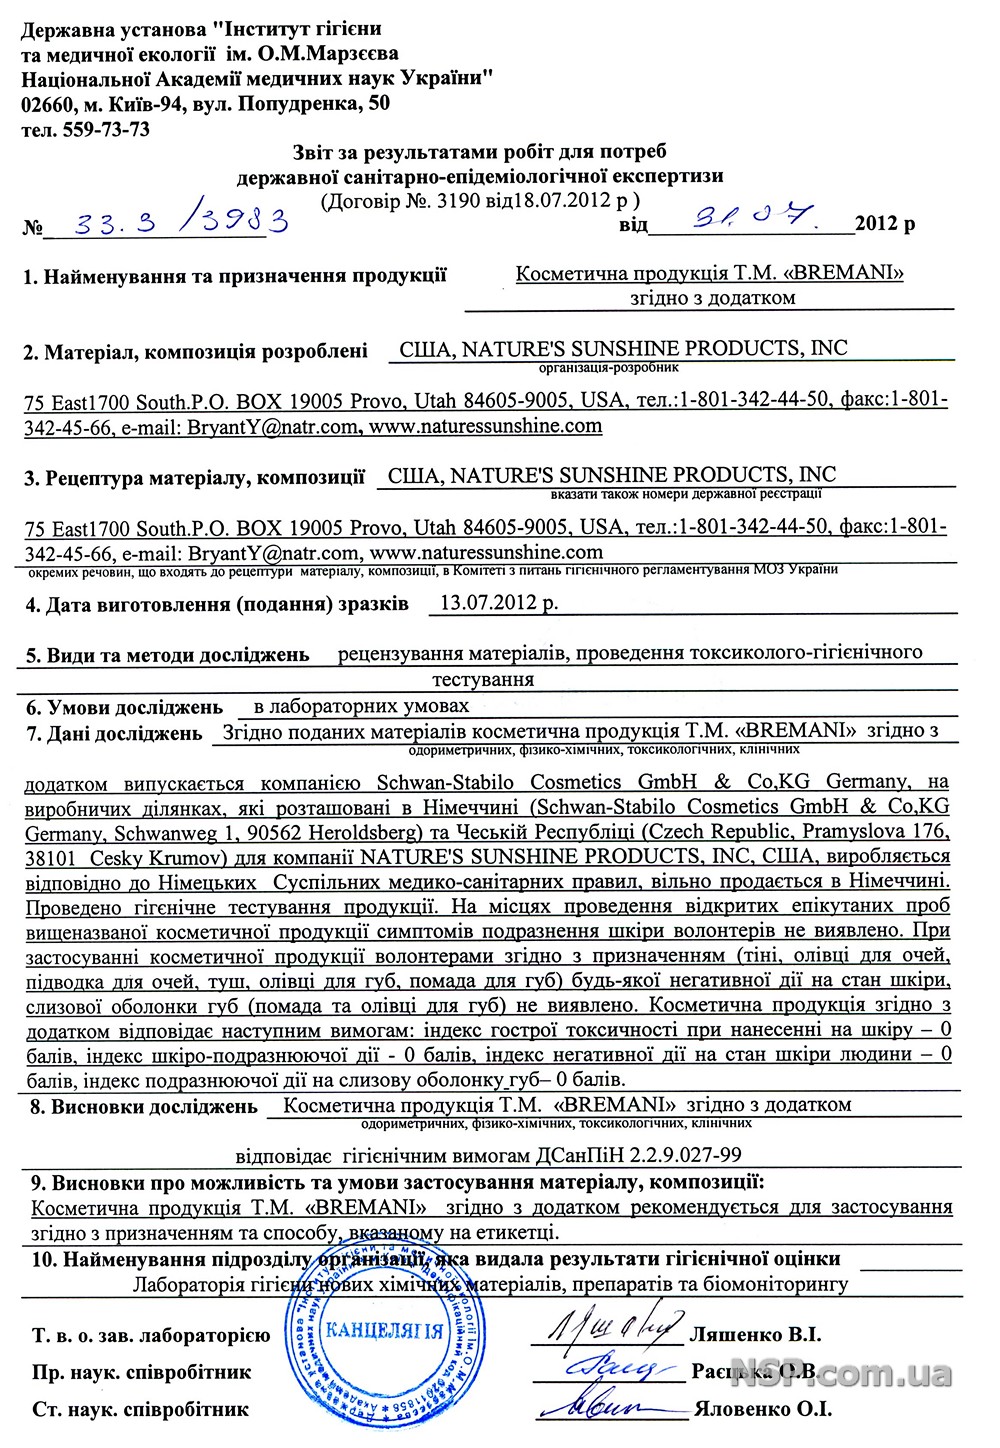 Державна установа "Інститут гігієни
та медичної екології ім. О.М.Марзєєва
Національної Академії медичних наук України"
02660, м. Київ-94, вул. Попудренка, 50
тел. 559-73-73
Звіт за результатами робіт для потреб
державної санітарно-епідеміологічної експертизи
(Договір №. 3190 від18.07.2012 р )
№ 33.3 /3983 від 31.07. 2012 р
1. Найменування та призначення продукції Косметична продукція Т.М. «BREMANI»
згідно з додатком
2. Матеріал, композиція розроблені США, NATURE'S SUNSHINE PRODUCTS, INC
організація-розробник
75 East1700 South.P.O. BOX 19005 Provo, Utah 84605-9005, USA, тел.:1-801-342-44-50, факс:1-801-
342-45-66, e-mail: BryantY@natr.com, www.naturessunshine.com
3. Рецептура матеріалу, композиції США, NATURE'S SUNSHINE PRODUCTS, INC
вказати також номери державної реєстрації
75 East1700 South.P.O. BOX 19005 Provo, Utah 84605-9005, USA, тел.:1-801-342-44-50, факс:1-801-
342-45-66, e-mail: BryantY@natr.com, www.naturessunshine.com
окремих речовин, що входять до рецептури матеріалу, композиції, в Комітеті з питань гігієнічного регламентування МОЗ України
4. Дата виготовлення (подання) зразків 13.07.2012 р.
5. Види та методи досліджень рецензування матеріалів, проведення токсиколого-гігієнічного
тестування
6. Умови досліджень в лабораторних умовах
7. Дані досліджень Згідно поданих матеріалів косметична продукція Т.М. «BREMANI» згідно з
одориметричних, фізико-хімічних, токсикологічних, клінічних
додатком випускається компанією Schwan-Stabilo Cosmetics GmbH & Co,KG Germany, на
виробничих ділянках, які розташовані в Німеччині (Schwan-Stabilo Cosmetics GmbH & Co,KG
Germany, Schwanweg 1, 90562 Heroldsberg) та Чеській Республіці (Czech Republic, Pramyslova 176,
38101 Cesky Krumov) для компанії NATURE'S SUNSHINE PRODUCTS, INC, США, виробляється
відповідно до Німецьких Суспільних медико-санітарних правил, вільно продається в Німеччині.
Проведено гігєнічне тестування продукції. На місцях проведення відкритих епікутаних проб
вищеназваної косметичної продукції симптомів подразнення шкіри волонтерів не виявлено. При
застосуванні косметичної продукції волонтерами згідно з призначенням (тіні, олівці для очей,
підводка для очей, туш, олівці для губ, помада для губ) будь-якої негативної дії на стан шкіри,
слизової оболонки губ (помада та олівці для губ) не виявлено. Косметична продукція згідно з
додатком відповідає наступним вимогам: індекс гострої токсичності при нанесенні на шкіру – 0
балів, індекс шкіро-подразнюючої дії - 0 балів, індекс негативної дії на стан шкіри людини – 0
балів, індекс подразнюючої дії на слизову оболонку губ– 0 балів.
8. Висновки досліджень Косметична продукція Т.М. «BREMANI» згідно з додатком
одориметричних, фізико-хімічних, токсикологічних, клінічних
відповідає гігієнічним вимогам ДСанПіН 2.2.9.027-99
9. Висновки про можливість та умови застосування матеріалу, композиції:
Косметична продукція Т.М. «BREMANI» згідно з додатком рекомендується для застосування
згідно з призначенням та способу, вказаному на етикетці.
10. Найменування підрозділу організації, яка видала результати гігієнічної оцінки
Лабораторія гігієни нових хімічних матеріалів, препаратів та біомоніторингу
КАНЦЕЛЯРІЯ
Т. в. о. зав. лабораторією Ляшенко В.І.
Пр. наук. співробітник Раєцька О.В.
Ст. наук. співробітник Яловенко О.І.
NSP.com.ua